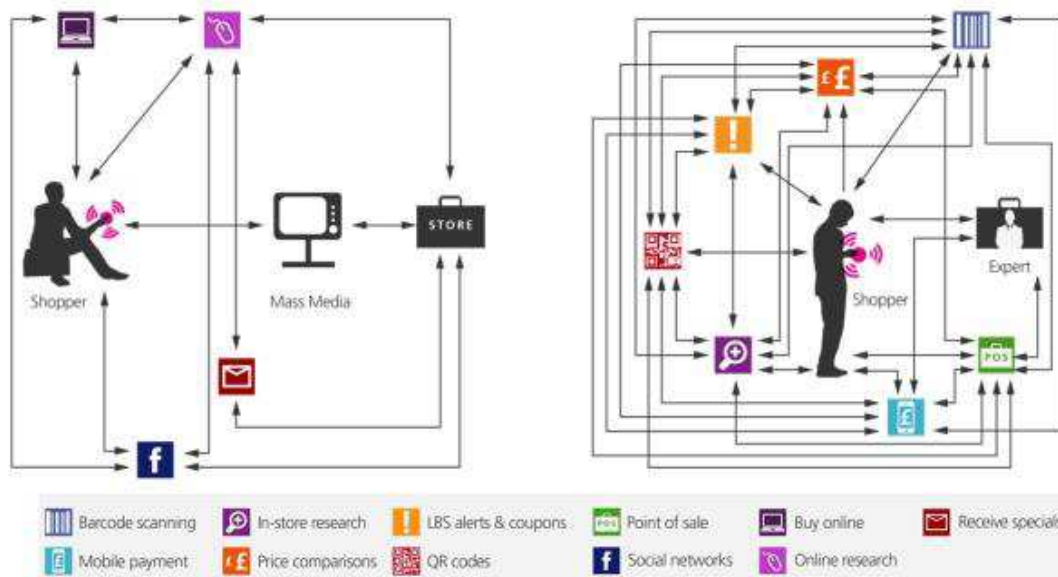 ££
!
STORE
Expert
Shopper
Mass Media
Shopper
POS
£
f
Barcode scanning
In-store research
! LBS alerts & coupons
POS Point of sale
Buy online
Receive specials
£ Mobile payment
££ Price comparisons
QR codes
f Social networks
Online research